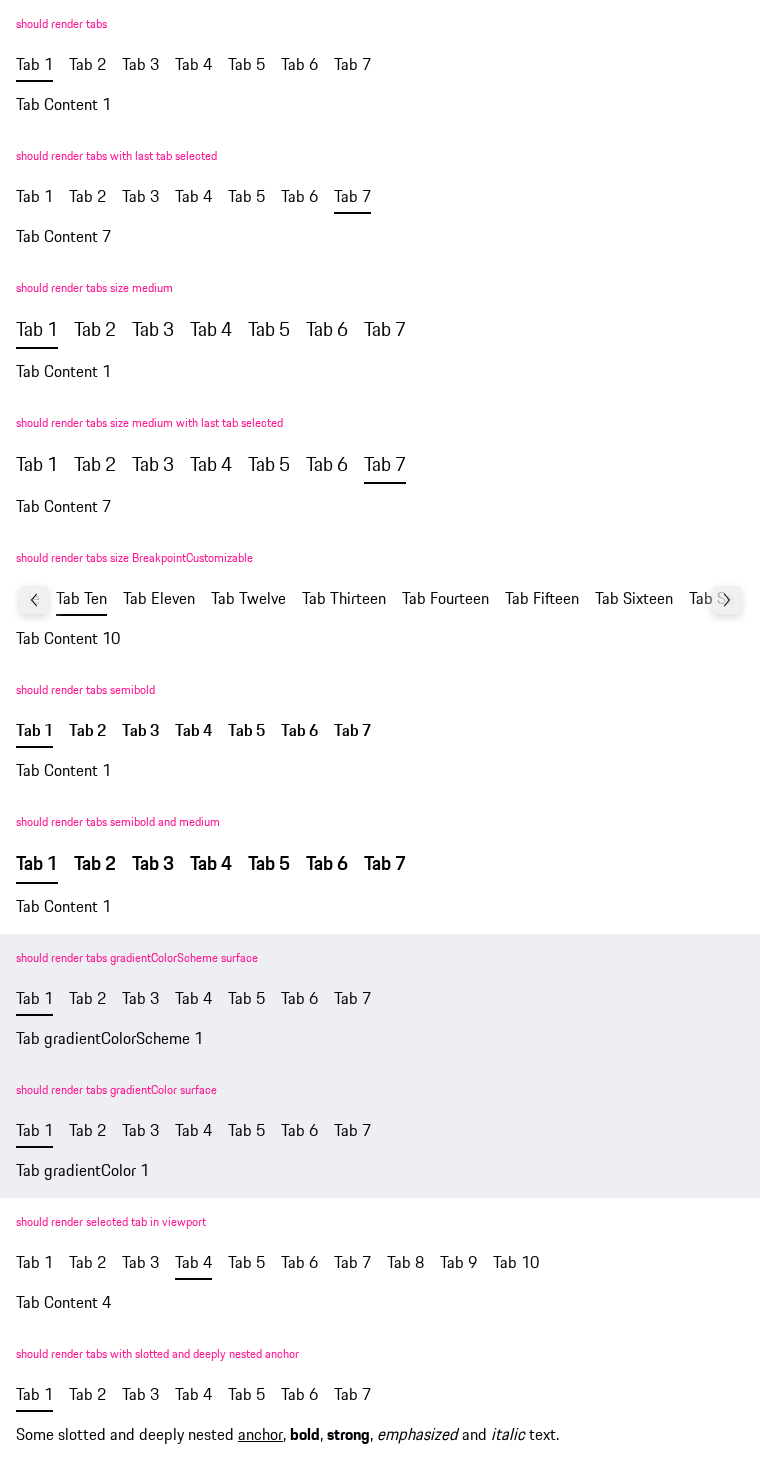 should render tabs
Tab 1 Tab 2 Tab 3 Tab 4 Tab 5 Tab 6 Tab 7
Tab Content 1
should render tabs with last tab selected
Tab 1 Tab 2 Tab 3 Tab 4 Tab 5 Tab 6 Tab 7
Tab Content 7
should render tabs size medium
Tab 1 Tab 2 Tab 3 Tab 4 Tab 5 Tab 6 Tab 7
Tab Content 1
should render tabs size medium with last tab selected
Tab 1 Tab 2 Tab 3 Tab 4 Tab 5 Tab 6 Tab 7
Tab Content 7
should render tabs size BreakpointCustomizable
Tab Ten Tab Eleven Tab Twelve Tab Thirteen Tab Fourteen Tab Fifteen Tab Sixteen Tab
Tab Content 10
should render tabs semibold
Tab 1 Tab 2 Tab 3 Tab 4 Tab 5 Tab 6 Tab 7
Tab Content 1
should render tabs semibold and medium
Tab 1 Tab 2 Tab 3 Tab 4 Tab 5 Tab 6 Tab 7
Tab Content 1
should render tabs gradientColorScheme surface
Tab 1 Tab 2 Tab 3 Tab 4 Tab 5 Tab 6 Tab 7
Tab gradientColorScheme 1
should render tabs gradientColor surface
Tab 1 Tab 2 Tab 3 Tab 4 Tab 5 Tab 6 Tab 7
Tab gradientColor 1
should render selected tab in viewport
Tab 1 Tab 2 Tab 3 Tab 4 Tab 5 Tab 6 Tab 7 Tab 8 Tab 9 Tab 10
Tab Content 4
should render tabs with slotted and deeply nested anchor
Tab 1 Tab 2 Tab 3 Tab 4 Tab 5 Tab 6 Tab 7
Some slotted and deeply nested anchor, bold, strong, emphasized and italic text.